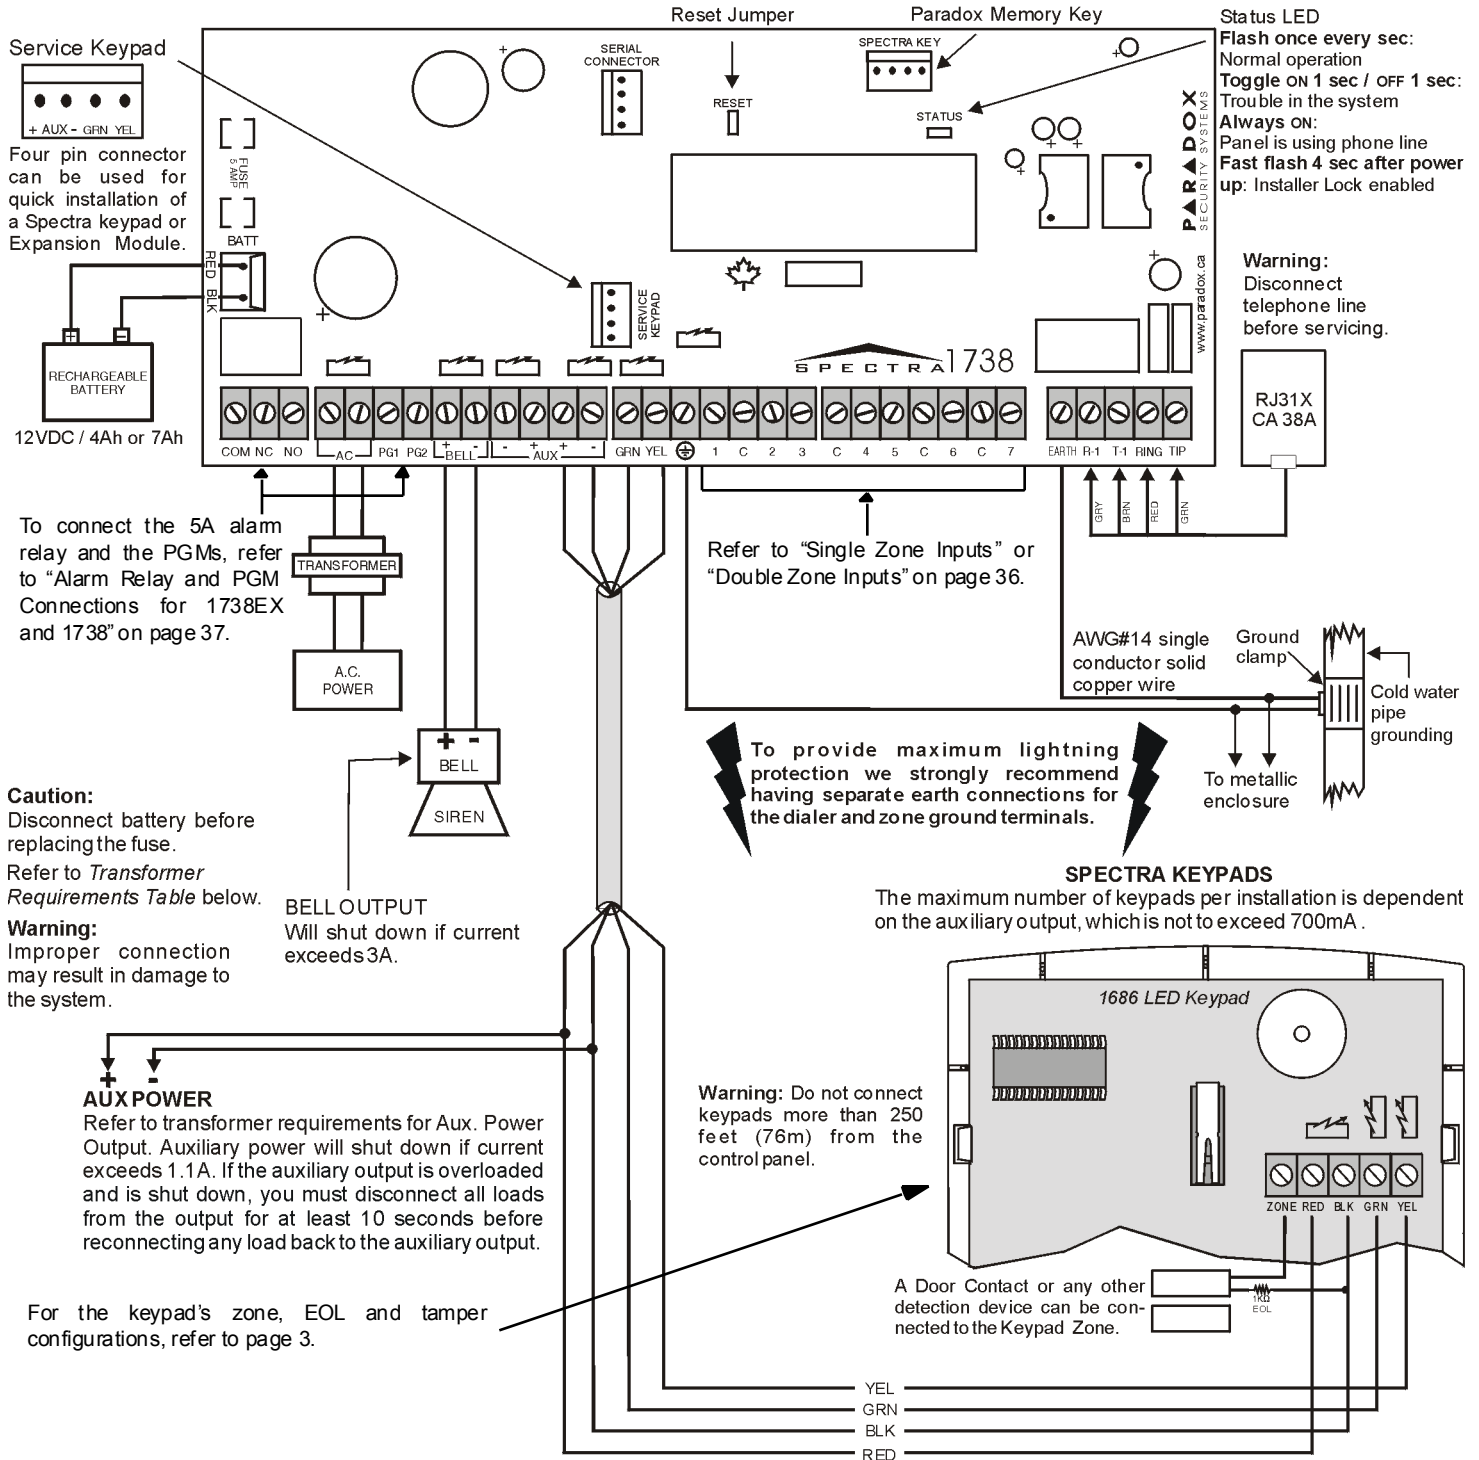 Reset Jumper
Paradox Memory Key
Status LED
Flash once every sec:
Normal operation
Toggle ON 1 sec / OFF 1 sec:
Trouble in the system
Always ON:
Panel is using phone line
Fast flash 4 sec after power
up: Installer Lock enabled
Service Keypad
+ AUX - GRN YEL
Four pin connector
can be used for
quick installation of
a Spectra keypad or
Expansion Module.
SERIAL
CONNECTOR
SPECTRA KEY
RESET
STATUS
PARADOX
SECURITY SYSTEMS
www.paradox.ca
FUSE
5 AMP
BATT
RED
BLK
+ -
RECHARGEABLE
BATTERY
12VDC / 4Ah or 7Ah
SERVICE
KEYPAD
SPECTRA 1738
Warning:
Disconnect
telephone line
before servicing.
RJ31X
CA 38A
COM NC NO
AC
PG1 PG2
+ -
BELL
- + + -
AUX
GRN YEL
1 C 2 3
C 4 5 C 6 C 7
EARTH R-1 T-1 RING TIP
GRY
BRN
RED
GRN
To connect the 5A alarm
relay and the PGMs, refer
to “Alarm Relay and PGM
Connections for 1738EX
and 1738” on page 37.
TRANSFORMER
A.C.
POWER
Refer to “Single Zone Inputs” or
“Double Zone Inputs” on page 36.
AWG#14 single
conductor solid
copper wire
Ground
clamp
Cold water
pipe
grounding
To metallic
enclosure
+ -
BELL
SIREN
To provide maximum lightning
protection we strongly recommend
having separate earth connections for
the dialer and zone ground terminals.
Caution:
Disconnect battery before
replacing the fuse.
Refer to Transformer
Requirements Table below.
Warning:
Improper connection
may result in damage to
the system.
BELL OUTPUT
Will shut down if current
exceeds 3A.
SPECTRA KEYPADS
The maximum number of keypads per installation is dependent
on the auxiliary output, which is not to exceed 700mA .
1686 LED Keypad
+ -
AUX POWER
Refer to transformer requirements for Aux. Power
Output. Auxiliary power will shut down if current
exceeds 1.1A. If the auxiliary output is overloaded
and is shut down, you must disconnect all loads
from the output for at least 10 seconds before
reconnecting any load back to the auxiliary output.
Warning: Do not connect
keypads more than 250
feet (76m) from the
control panel.
ZONE RED BLK GRN YEL
A Door Contact or any other
detection device can be con-
nected to the Keypad Zone.
1KΩ
EOL
For the keypad’s zone, EOL and tamper
configurations, refer to page 3.
YEL
GRN
BLK
RED